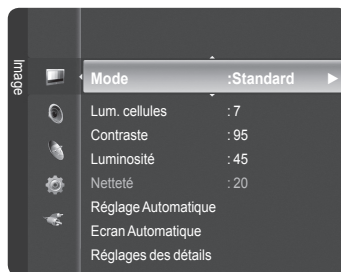 Image
Mode :Standard
Lum. cellules : 7
Contraste : 95
Luminosité : 45
Netteté : 20
Réglage Automatique
Ecran Automatique
Réglages des détails